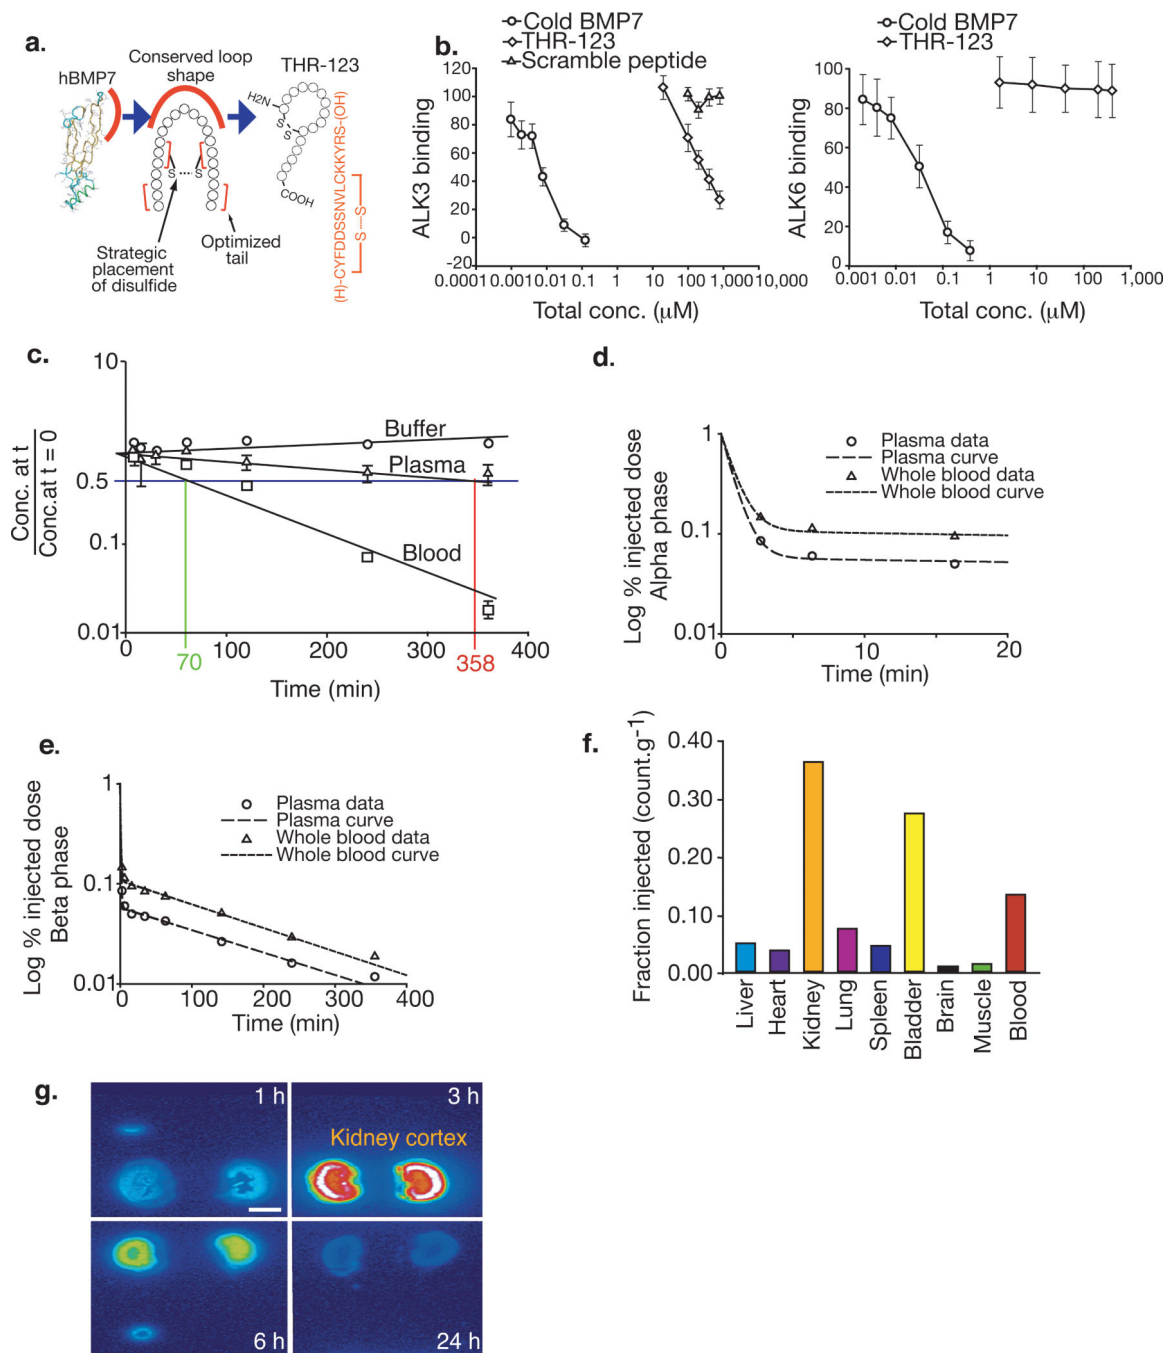 a.
hBMP7
Conserved loop
shape
THR-123
H2N
S
S
COOH
S
S
Strategic
placement
of disulfide
Optimized
tail
(H)-CYFDDSSNVLCKKYRS-(OH)
S
S
b.
Cold BMP7
THR-123
Scramble peptide
ALK3 binding
120
100
80
60
40
20
0
-20
0.0001
0.001
0.01
0.1
1
10
100
1,000
10,000
Total conc. (μM)
Cold BMP7
THR-123
ALK6 binding
100
80
60
40
20
0
0.001
0.01
0.1
1
10
100
1,000
Total conc. (μM)
c.
Conc. at t
Conc.at t = 0
10
0.5
0.1
0.01
Buffer
Plasma
Blood
0
100
200
300
400
70
358
Time (min)
d.
Log % injected dose
Alpha phase
1
0.1
0.01
Plasma data
Plasma curve
Whole blood data
Whole blood curve
0
5
10
15
20
Time (min)
e.
Log % injected dose
Beta phase
1
0.1
0.01
Plasma data
Plasma curve
Whole blood data
Whole blood curve
0
100
200
300
400
Time (min)
f.
Fraction injected (count.g⁻¹)
0.40
0.30
0.20
0.10
0.00
Liver
Heart
Kidney
Lung
Spleen
Bladder
Brain
Muscle
Blood
g.
1 h
3 h
Kidney cortex
6 h
24 h